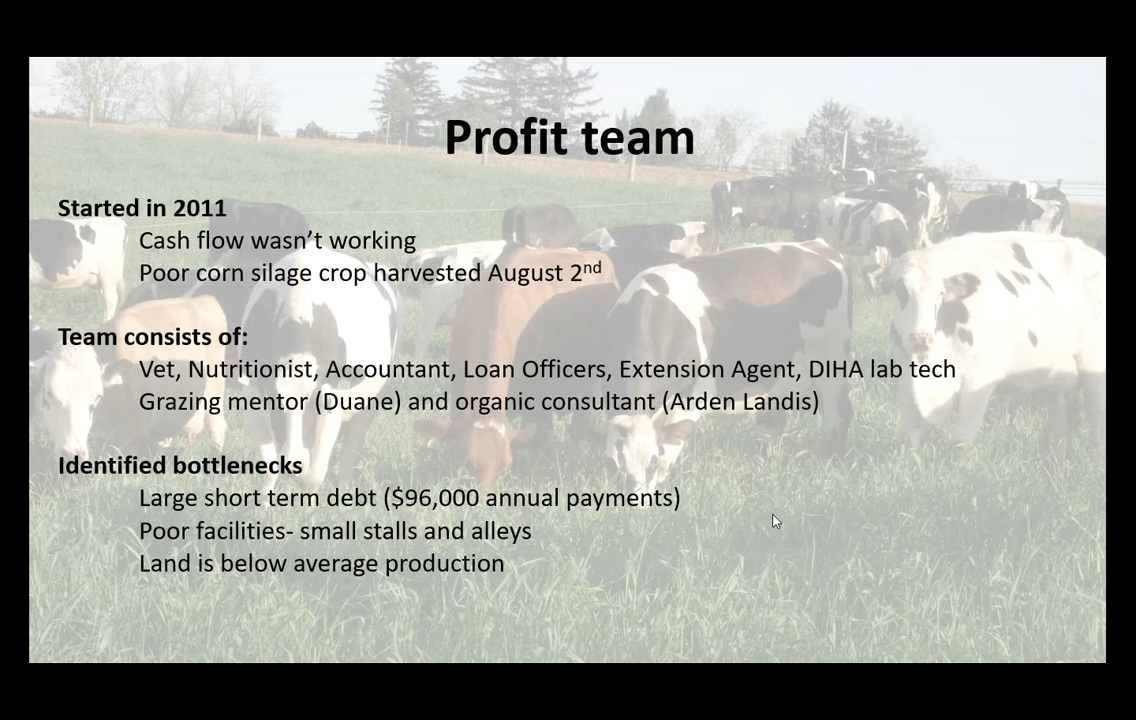 Profit team
Started in 2011
Cash flow wasn’t working
Poor corn silage crop harvested August 2nd
Team consists of:
Vet, Nutritionist, Accountant, Loan Officers, Extension Agent, DIHA lab tech
Grazing mentor (Duane) and organic consultant (Arden Landis)
Identified bottlenecks
Large short term debt ($96,000 annual payments)
Poor facilities- small stalls and alleys
Land is below average production